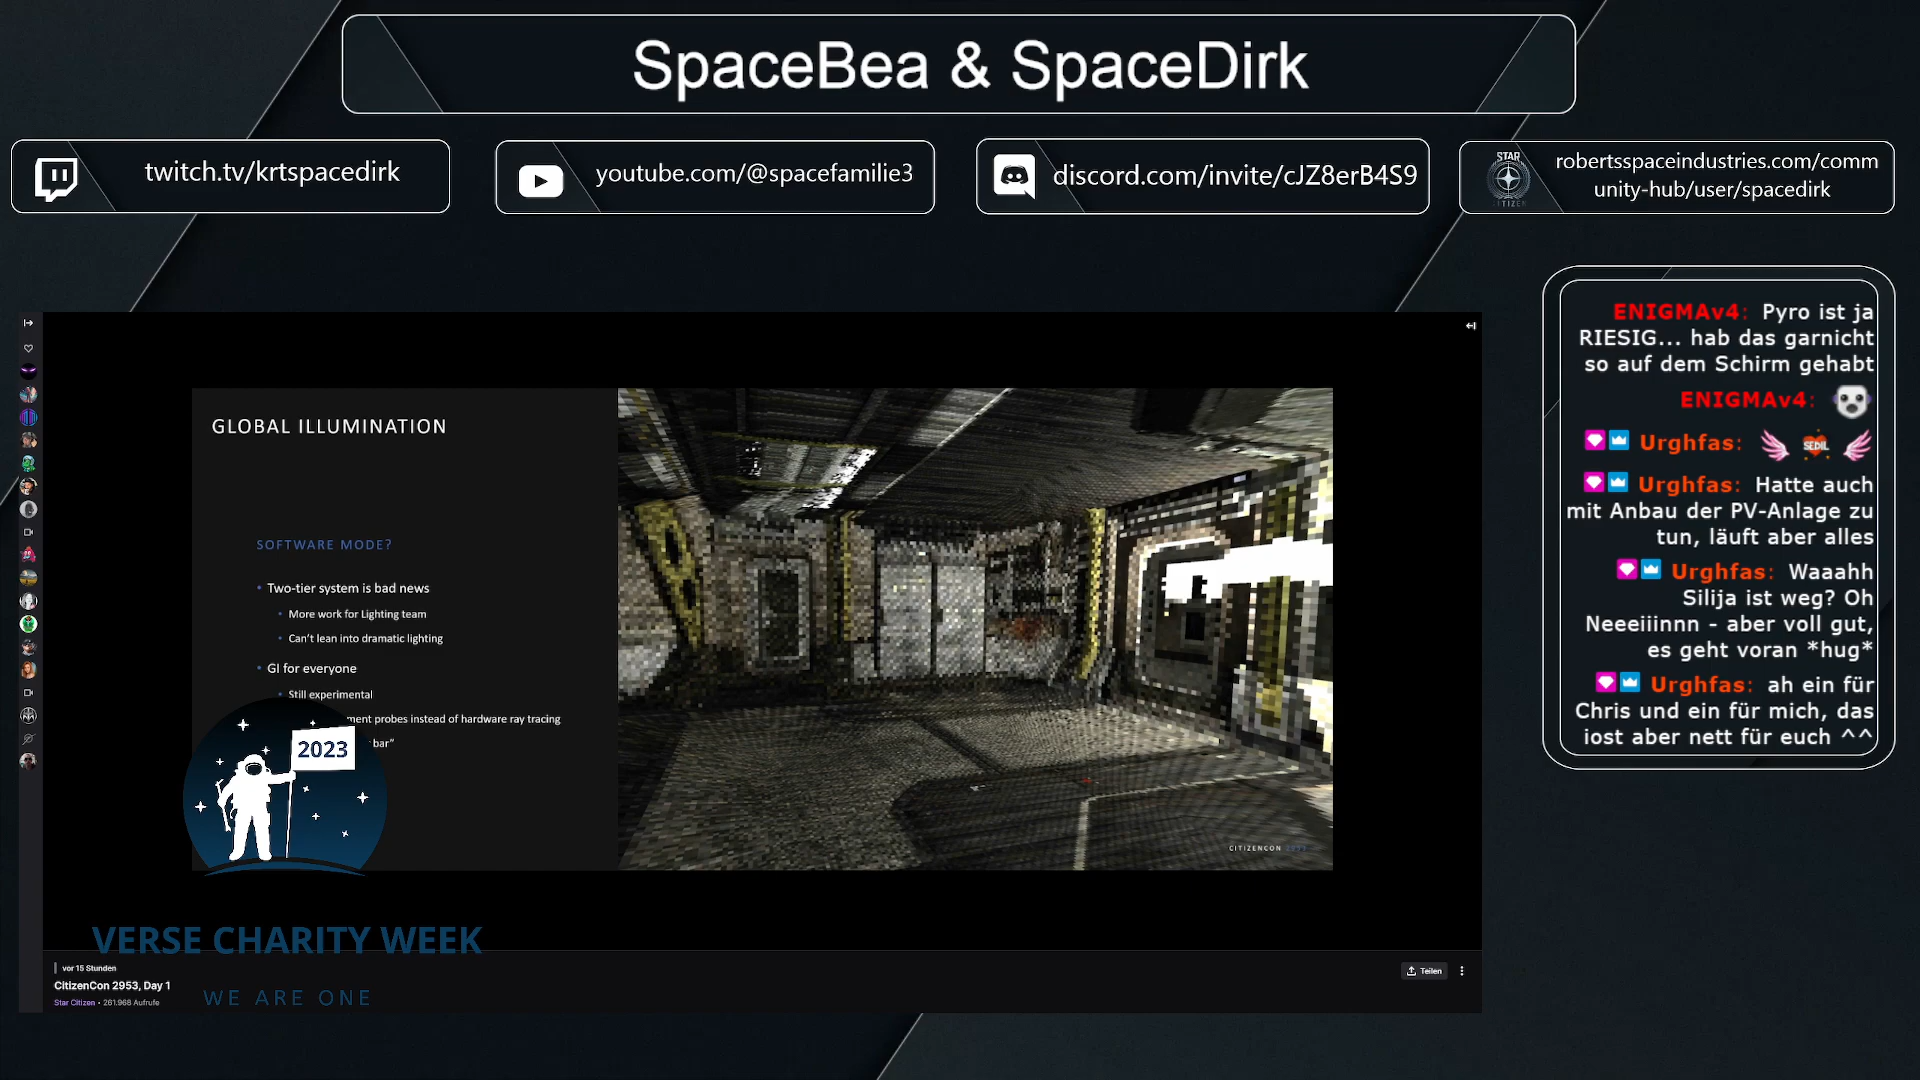 SpaceBea & SpaceDirk
twitch.tv/krtspacedirk
youtube.com/@spacefamilie3
discord.com/invite/cJZ8erB4S9
STAR
CITIZEN
robertsspaceindustries.com/comm
unity-hub/user/spacedirk
GLOBAL ILLUMINATION
SOFTWARE MODE?
• Two-tier system is bad news
• More work for Lighting team
• Can't lean into dramatic lighting
• GI for everyone
• Still experimental
ment probes instead of hardware ray tracing
bar"
2023
CITIZENCON
VERSE CHARITY WEEK
WE ARE ONE
vor 15 Stunden
CitizenCon 2953, Day 1
Star Citizen • 261.968 Aufrufe
Teilen
ENIGMAv4: Pyro ist ja
RIESIG... hab das garnicht
so auf dem Schirm gehabt
ENIGMAv4:
Urghfas: SEDIL
Urghfas: Hatte auch
mit Anbau der PV-Anlage zu
tun, läuft aber alles
Urghfas: Waaahh
Silija ist weg? Oh
Neeeiiinnn - aber voll gut,
es geht voran *hug*
Urghfas: ah ein für
Chris und ein für mich, das
iost aber nett für euch ^^